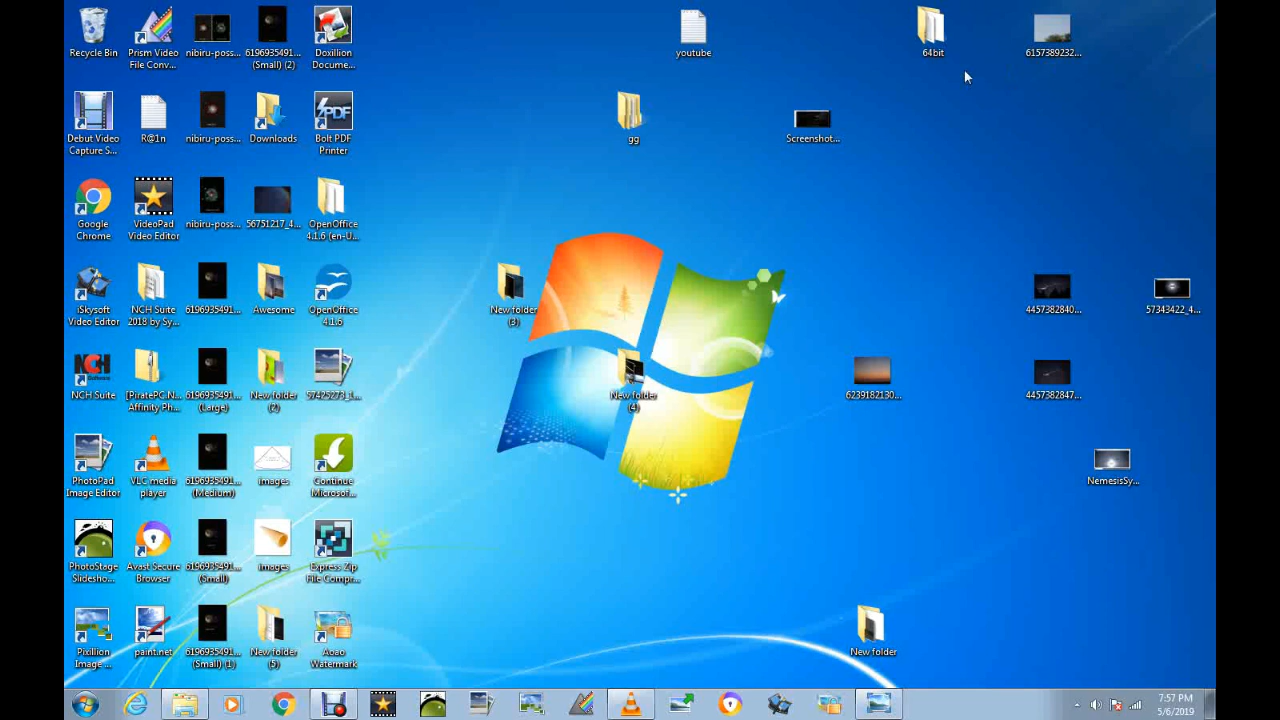 Recycle Bin
Prism Video
File Conv...
nibiru-poss...
6196935491...
(Small) (2)
Doxillion
Docume...
youtube
64bit
6157389232...
Debut Video
Capture S...
R@1n
nibiru-poss...
Downloads
Bolt PDF
Printer
gg
Screenshot...
Google
Chrome
VideoPad
Video Editor
nibiru-poss...
56751217_4...
OpenOffice
4.1.6 (en-U...
iSkysoft
Video Editor
NCH Suite
2018 by Sy...
6196935491...
Awesome
OpenOffice
4.1.6
New folder
(3)
4457382840...
57343422_4...
NCH
NCH Suite
[PiratePC.N...
Affinity Ph...
6196935491...
(Large)
New folder
(2)
57425273_1...
New folder
(4)
6239182130...
4457382847...
PhotoPad
Image Editor
VLC media
player
6196935491...
(Medium)
images
Continue
Microsof...
NemesisSy...
PhotoStage
Slidesho...
Avast Secure
Browser
6196935491...
(Small)
images
Express Zip
File Compr...
Pixillion
Image ...
paint.net
6196935491...
(Small) (1)
New folder
(5)
Aoao
Watermark
New folder
7:57 PM
5/6/2019